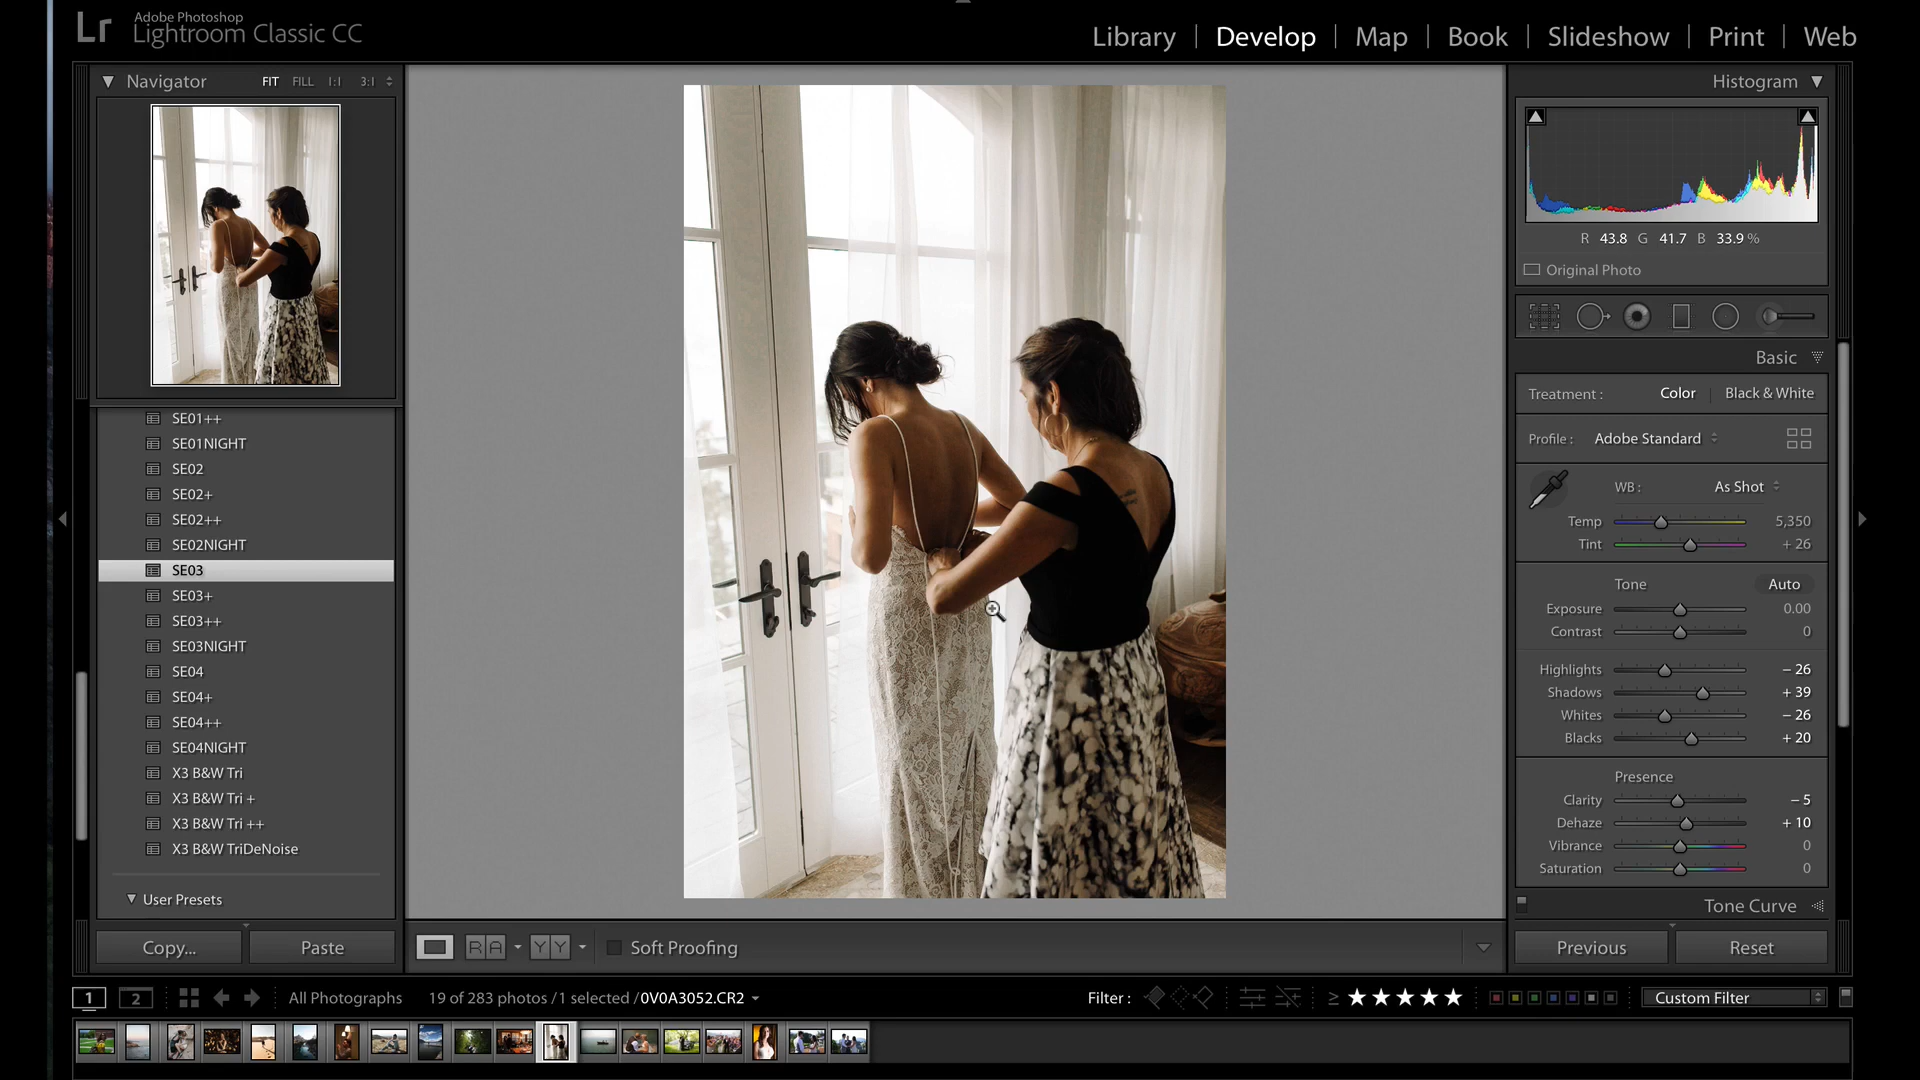 Lr
Adobe Photoshop
Lightroom Classic CC
Library | Develop | Map | Book | Slideshow | Print | Web
Navigator FIT FILL 1:1 3:1
SE01++
SE01NIGHT
SE02
SE02+
SE02++
SE02NIGHT
SE03
SE03+
SE03++
SE03NIGHT
SE04
SE04+
SE04++
SE04NIGHT
X3 B&W Tri
X3 B&W Tri +
X3 B&W Tri ++
X3 B&W TriDeNoise
User Presets
Copy... Paste
R A Y Y Soft Proofing
Histogram
R 43.8 G 41.7 B 33.9 %
Original Photo
Basic
Treatment : Color | Black & White
Profile : Adobe Standard
WB : As Shot
Temp 5,350
Tint + 26
Tone Auto
Exposure 0.00
Contrast 0
Highlights − 26
Shadows + 39
Whites − 26
Blacks + 20
Presence
Clarity − 5
Dehaze + 10
Vibrance 0
Saturation 0
Tone Curve
Previous Reset
1 2 All Photographs 19 of 283 photos / 1 selected / 0V0A3052.CR2 Filter : ≥ ★★★★★ Custom Filter